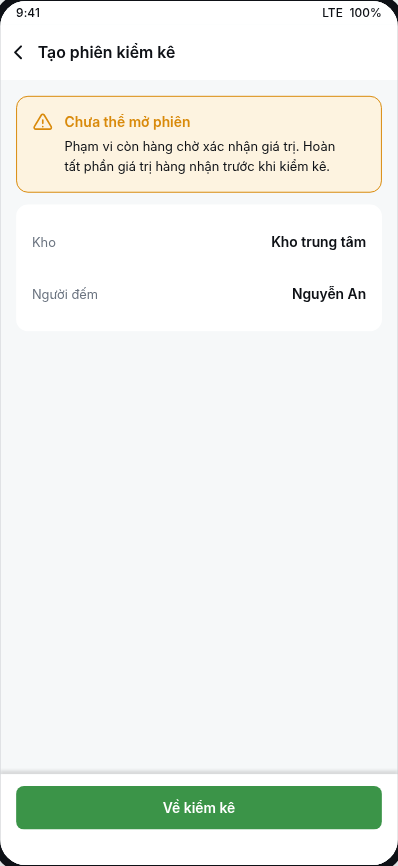 9:41
LTE 100%
Tạo phiên kiểm kê
Chưa thể mở phiên
Phạm vi còn hàng chờ xác nhận giá trị. Hoàn
tất phần giá trị hàng nhận trước khi kiểm kê.
Kho
Kho trung tâm
Người đếm
Nguyễn An
Về kiểm kê